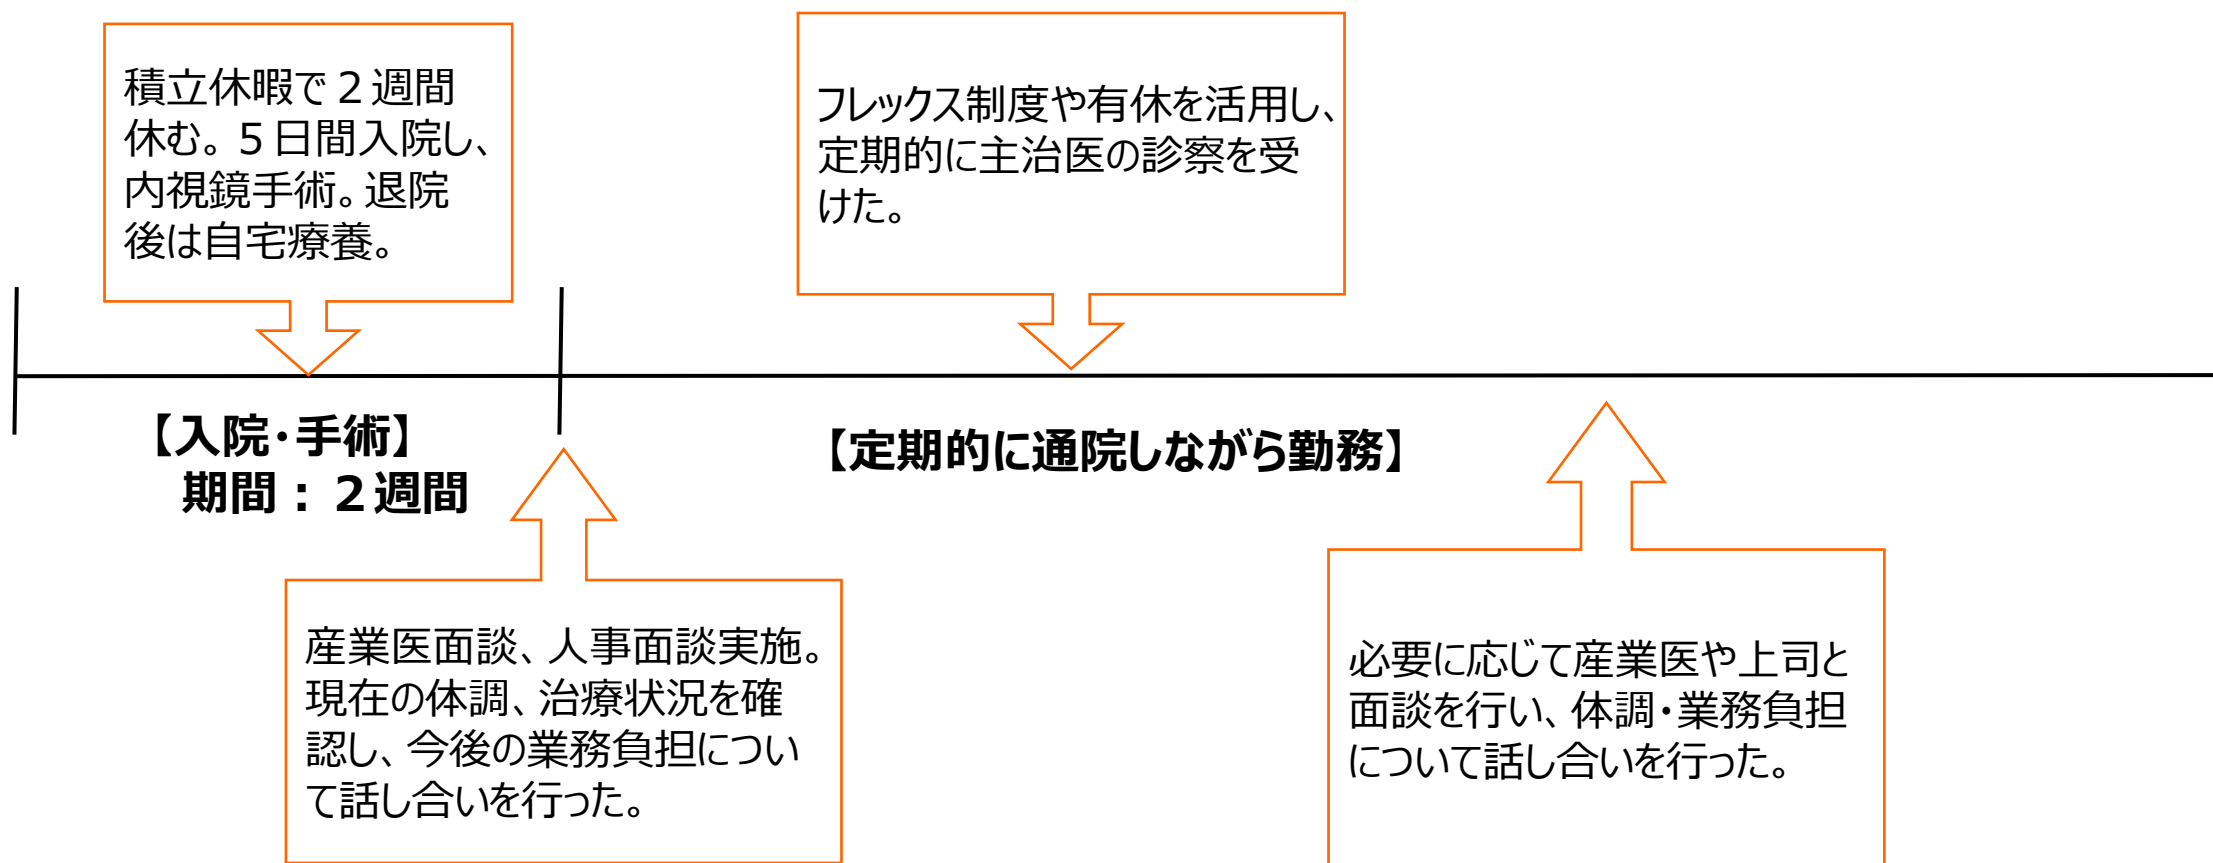 積立休暇で２週間
休む。５日間入院し、
内視鏡手術。退院
後は自宅療養。
フレックス制度や有休を活用し、
定期的に主治医の診察を受
けた。
【入院・手術】
期間：２週間
【定期的に通院しながら勤務】
産業医面談、人事面談実施。
現在の体調、治療状況を確
認し、今後の業務負担につい
て話し合いを行った。
必要に応じて産業医や上司と
面談を行い、体調・業務負担
について話し合いを行った。